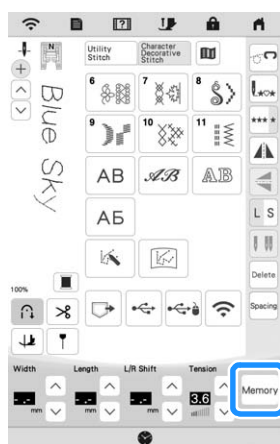 N
Utility
Stitch
Character
Decorative
Stitch
Blue Sky
6
7
8
9
10
11
AB
AB
AB
АБ
L S
Delete
Spacing
100%
Width
Length
L/R Shift
Tension
-.-
mm
-.-
mm
-.-
mm
3.6
Memory